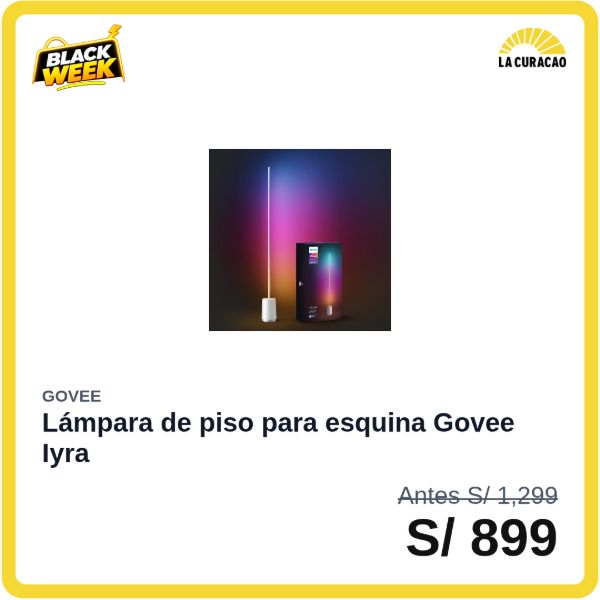 BLACK
WEEK
LA CURACAO
GOVEE
Lámpara de piso para esquina Govee
lyra
Antes S/ 1,299
S/ 899